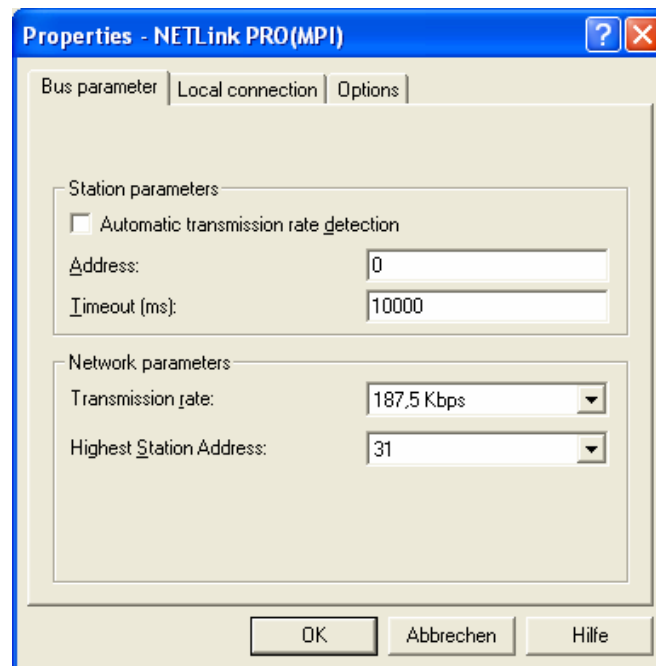 Properties - NETLink PRO(MPI)
Bus parameter Local connection Options
Station parameters
Automatic transmission rate detection
Address: 0
Timeout (ms): 10000
Network parameters
Transmission rate: 187,5 Kbps
Highest Station Address: 31
OK Abbrechen Hilfe